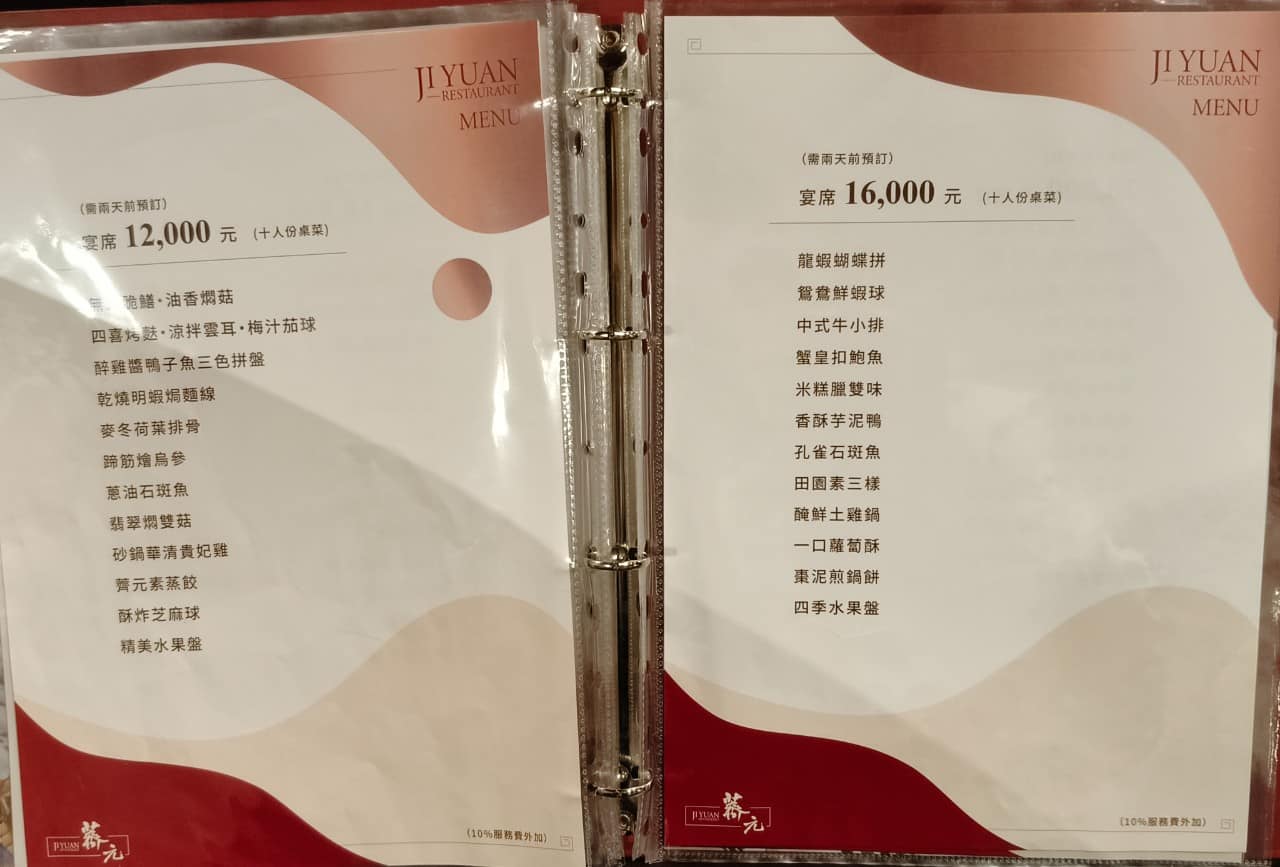 JI YUAN
RESTAURANT
MENU
(需兩天前預訂)
宴席 12,000 元 (十人份桌菜)
脆鱔·油香燜菇
四喜烤麩·涼拌雲耳·梅汁茄球
醉雞醬鴨子魚三色拼盤
乾燒明蝦焗麵線
麥冬荷葉排骨
蹄筋燴烏參
蔥油石斑魚
翡翠燜雙菇
砂鍋華清貴妃雞
薺元素蒸餃
酥炸芝麻球
精美水果盤
JI YUAN
元
(10%服務費外加)
JI YUAN
RESTAURANT
MENU
(需兩天前預訂)
宴席 16,000 元 (十人份桌菜)
龍蝦蝴蝶拼
鴛鴦鮮蝦球
中式牛小排
蟹皇扣鮑魚
米糕臘雙味
香酥芋泥鴨
孔雀石斑魚
田園素三樣
醃鮮土雞鍋
一口蘿蔔酥
棗泥煎鍋餅
四季水果盤
JI YUAN
元
(10%服務費外加)